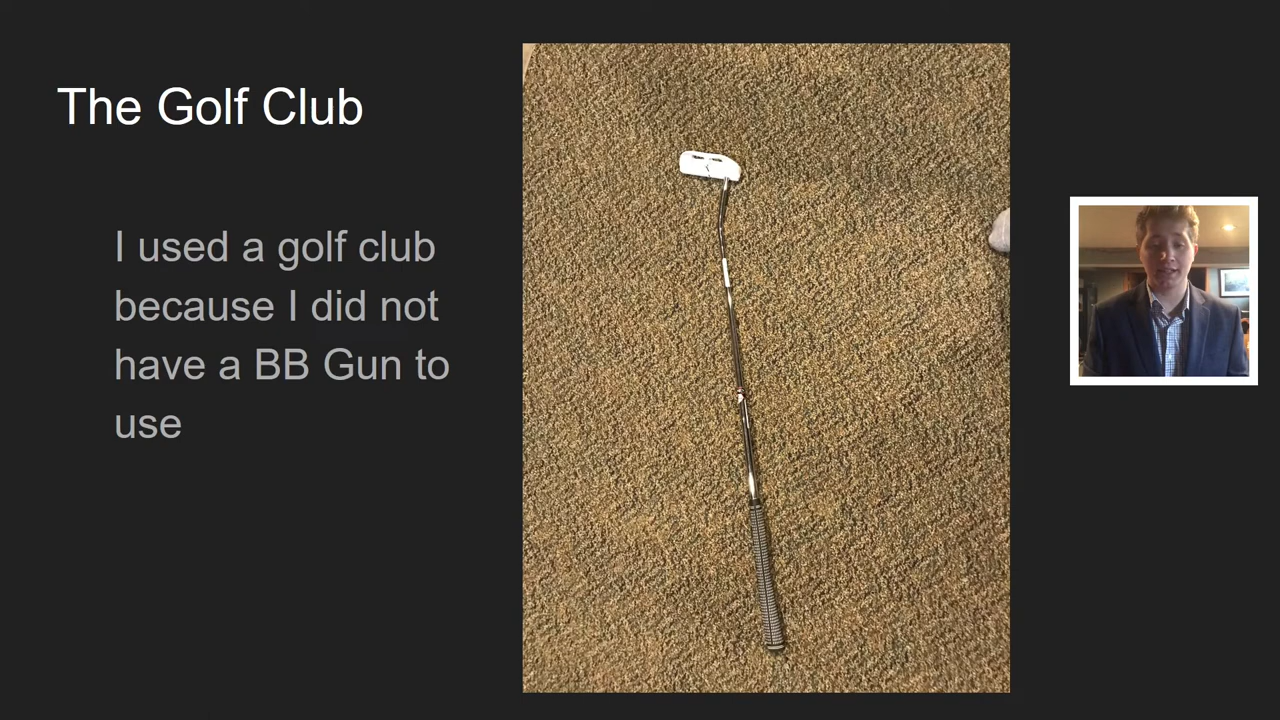 The Golf Club
I used a golf club
because I did not
have a BB Gun to
use